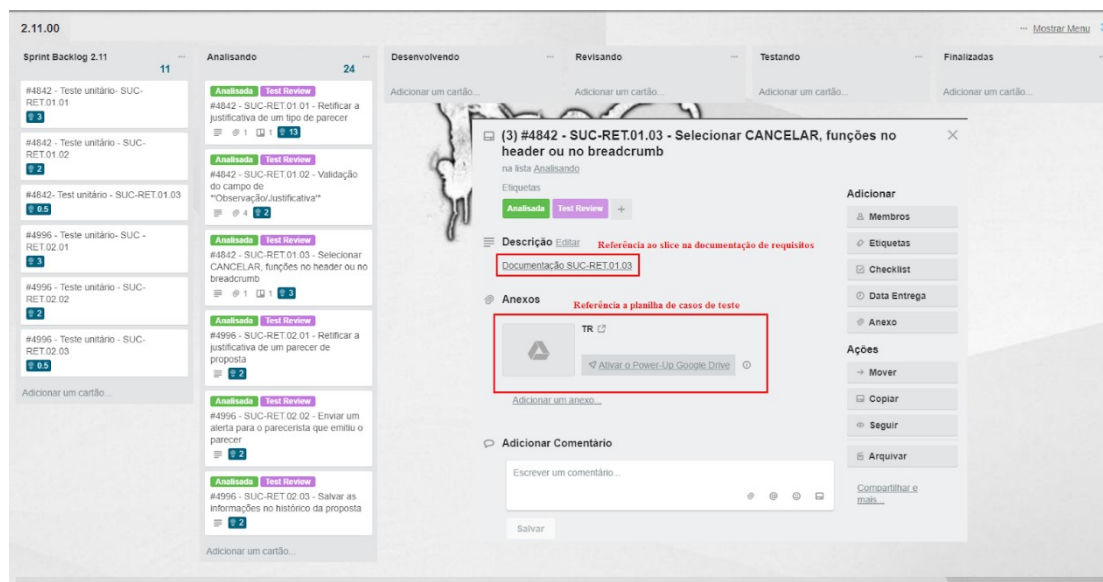 2.11.00
... Mostrar Menu
Sprint Backlog 2.11 ...
11
#4842 - Teste unitário- SUC-
RET.01.01
3
#4842 - Teste unitário - SUC-
RET.01.02
2
#4842- Test unitário - SUC-RET.01.03
0.5
#4996 - Teste unitário- SUC -
RET.02.01
3
#4996 - Teste unitário - SUC-
RET.02.02
2
#4996 - Teste unitário - SUC-
RET.02.03
0.5
Adicionar um cartão...
Analisando ...
24
Analisada Test Review
#4842 - SUC-RET.01.01 - Retificar a
justificativa de um tipo de parecer
1 1 13
Analisada Test Review
#4842 - SUC-RET.01.02 - Validação
do campo de
"'Observação/Justificativa'"
4 2
Analisada Test Review
#4842 - SUC-RET.01.03 - Selecionar
CANCELAR, funções no header ou no
breadcrumb
1 1 3
Analisada Test Review
#4996 - SUC-RET.02.01 - Retificar a
justificativa de um parecer de
proposta
2
Analisada Test Review
#4996 - SUC-RET.02.02 - Enviar um
alerta para o parecerista que emitiu o
parecer
2
Analisada Test Review
#4996 - SUC-RET.02.03 - Salvar as
informações no histórico da proposta
2
Adicionar um cartão...
Desenvolvendo ...
Adicionar um cartão...
Revisando ...
Adicionar um cartão...
Testando ...
Adicionar um cartão...
Finalizadas
Adicionar um cartão...
(3) #4842 - SUC-RET.01.03 - Selecionar CANCELAR, funções no
header ou no breadcrumb
na lista Analisando
Etiquetas
Analisada Test Review +
Descrição Editar Referência ao slice na documentação de requisitos
Documentação SUC-RET.01.03
Anexos
Referência a planilha de casos de teste
TR
Ativar o Power-Up Google Drive
Adicionar um anexo...
Adicionar Comentário
Escrever um comentário...
Salvar
Adicionar
Membros
Etiquetas
Checklist
Data Entrega
Anexo
Ações
Mover
Copiar
Seguir
Arquivar
Compartilhar e
mais...